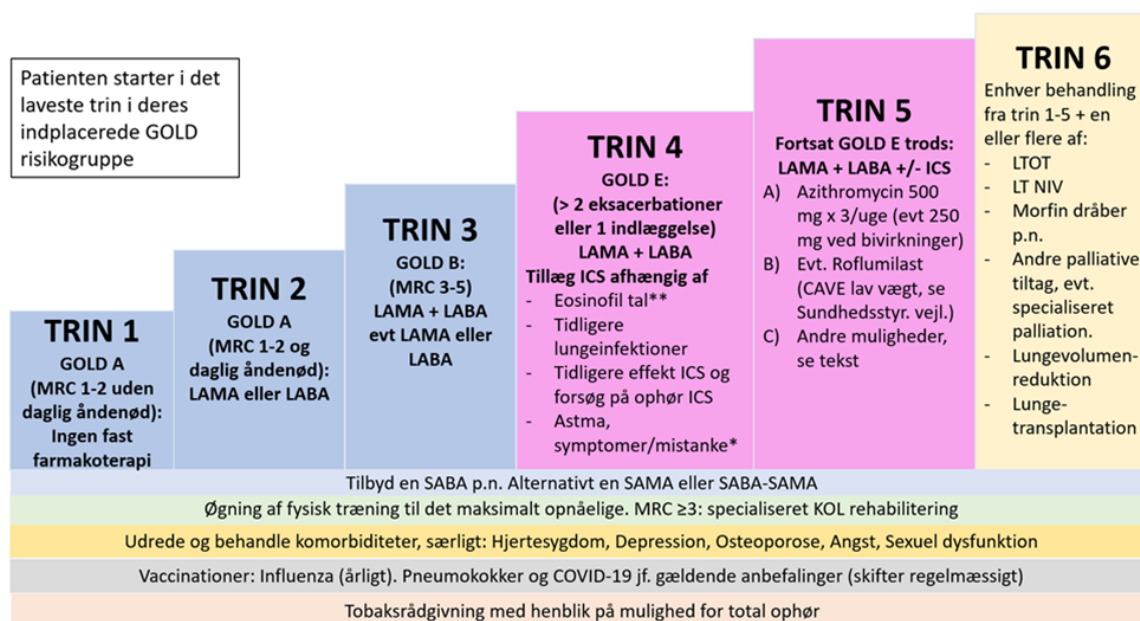 Patienten starter i det
laveste trin i deres
indplacerede GOLD
risikogruppe
TRIN 1
GOLD A
(MRC 1-2 uden
daglig åndenød):
Ingen fast
farmakoterapi
TRIN 2
GOLD A
(MRC 1-2 og
daglig åndenød):
LAMA eller LABA
TRIN 3
GOLD B:
(MRC 3-5)
LAMA + LABA
evt LAMA eller
LABA
TRIN 4
GOLD E:
(> 2 eksacerbationer
eller 1 indlæggelse)
LAMA + LABA
Tillæg ICS afhængig af
- Eosinofil tal**
- Tidligere
lungeinfektioner
- Tidligere effekt ICS og
forsøg på ophør ICS
- Astma,
symptomer/mistanke*
TRIN 5
Fortsat GOLD E trods:
LAMA + LABA +/- ICS
A) Azithromycin 500
mg x 3/uge (evt 250
mg ved bivirkninger)
B) Evt. Roflumilast
(CAVE lav vægt, se
Sundhedsstyr. vejl.)
C) Andre muligheder,
se tekst
TRIN 6
Enhver behandling
fra trin 1-5 + en
eller flere af:
- LTOT
- LT NIV
- Morfin dråber
p.n.
- Andre palliative
tiltag, evt.
specialiseret
palliation.
- Lungevolumen-
reduktion
- Lunge-
transplantation
Tilbyd en SABA p.n. Alternativt en SAMA eller SABA-SAMA
Øgning af fysisk træning til det maksimalt opnåelige. MRC ≥3: specialiseret KOL rehabilitering
Udrede og behandle komorbiditeter, særligt: Hjertesygdom, Depression, Osteoporose, Angst, Sexuel dysfunktion
Vaccinationer: Influenza (årligt). Pneumokokker og COVID-19 jf. gældende anbefalinger (skifter regelmæssigt)
Tobaksrådgivning med henblik på mulighed for total ophør